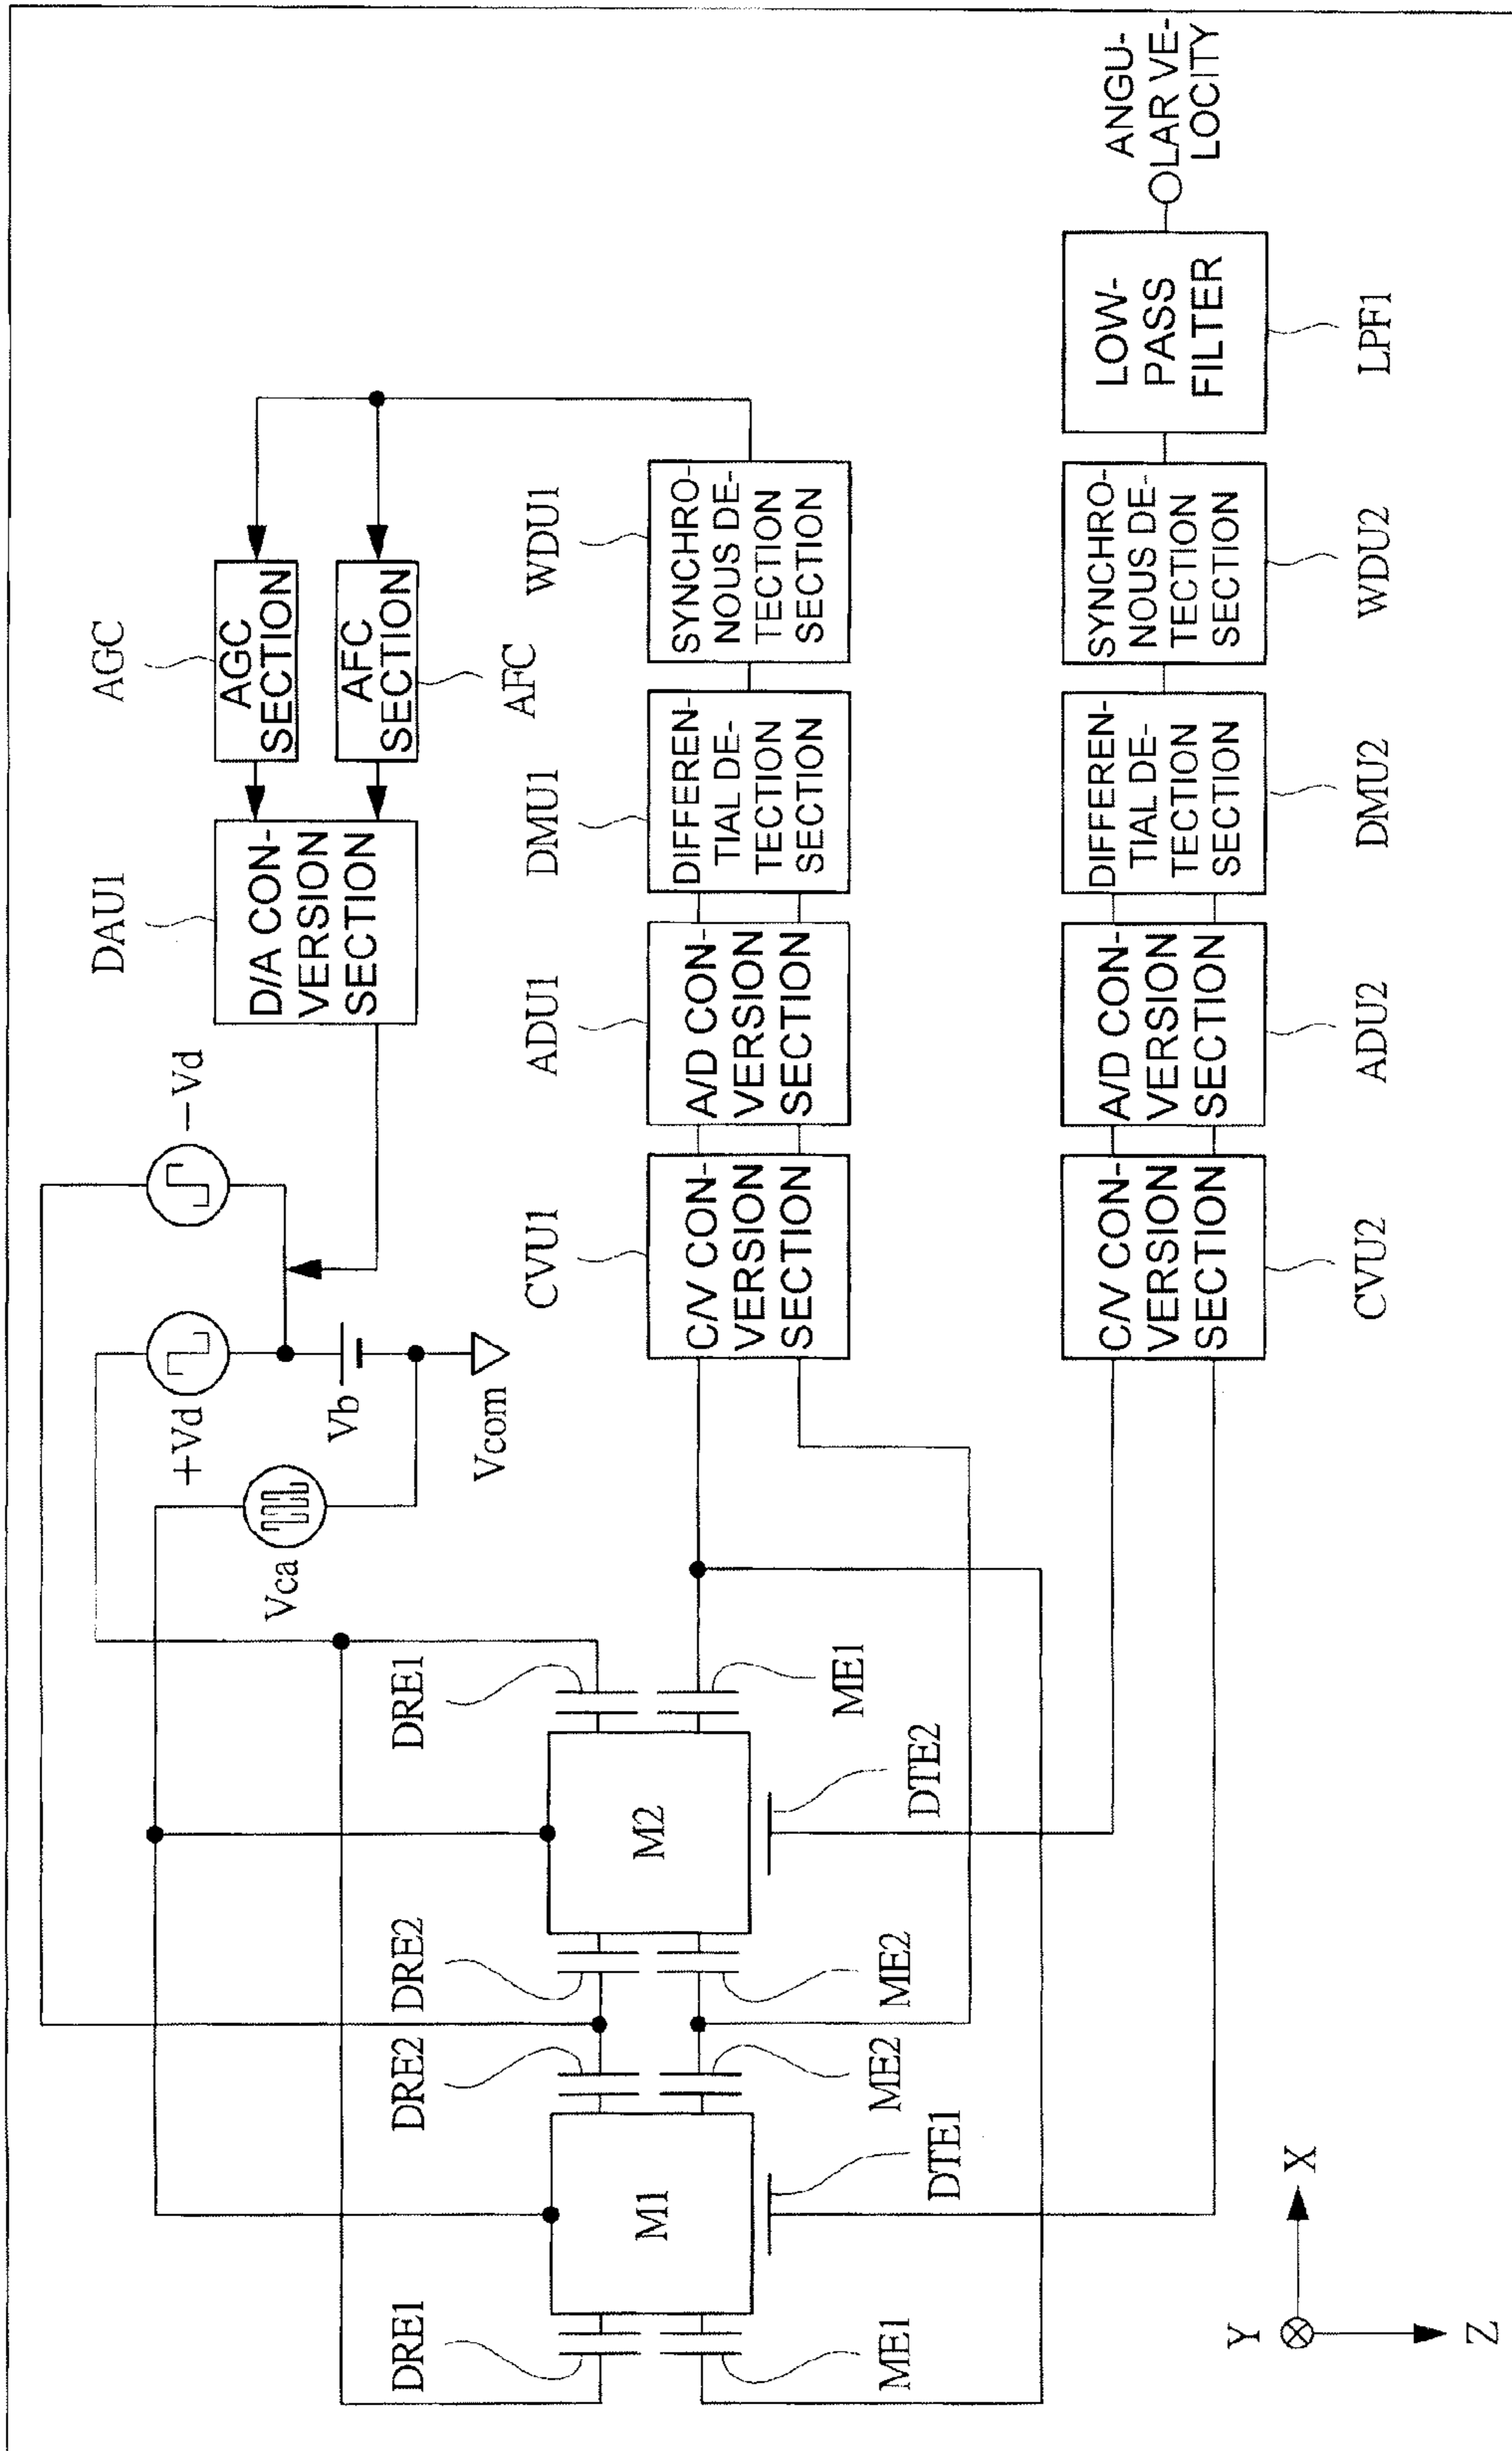 -Vd
+Vd
Vca
Vb
Vcom
DAU1
D/A CON-
VERSION
SECTION
AGC
AGC
SECTION
AFC
SECTION
AFC
DRE1
DRE2
DRE2
DRE1
M1
M2
ME1
ME2
ME2
ME1
DTE1
DTE2
CVU1
C/V CON-
VERSION
SECTION
ADU1
A/D CON-
VERSION
SECTION
DMU1
DIFFEREN-
TIAL DE-
TECTION
SECTION
WDU1
SYNCHRO-
NOUS DE-
TECTION
SECTION
C/V CON-
VERSION
SECTION
CVU2
A/D CON-
VERSION
SECTION
ADU2
DIFFEREN-
TIAL DE-
TECTION
SECTION
DMU2
SYNCHRO-
NOUS DE-
TECTION
SECTION
WDU2
LOW-
PASS
FILTER
LPF1
ANGU-
OLAR VE-
LOCITY
Y
X
Z